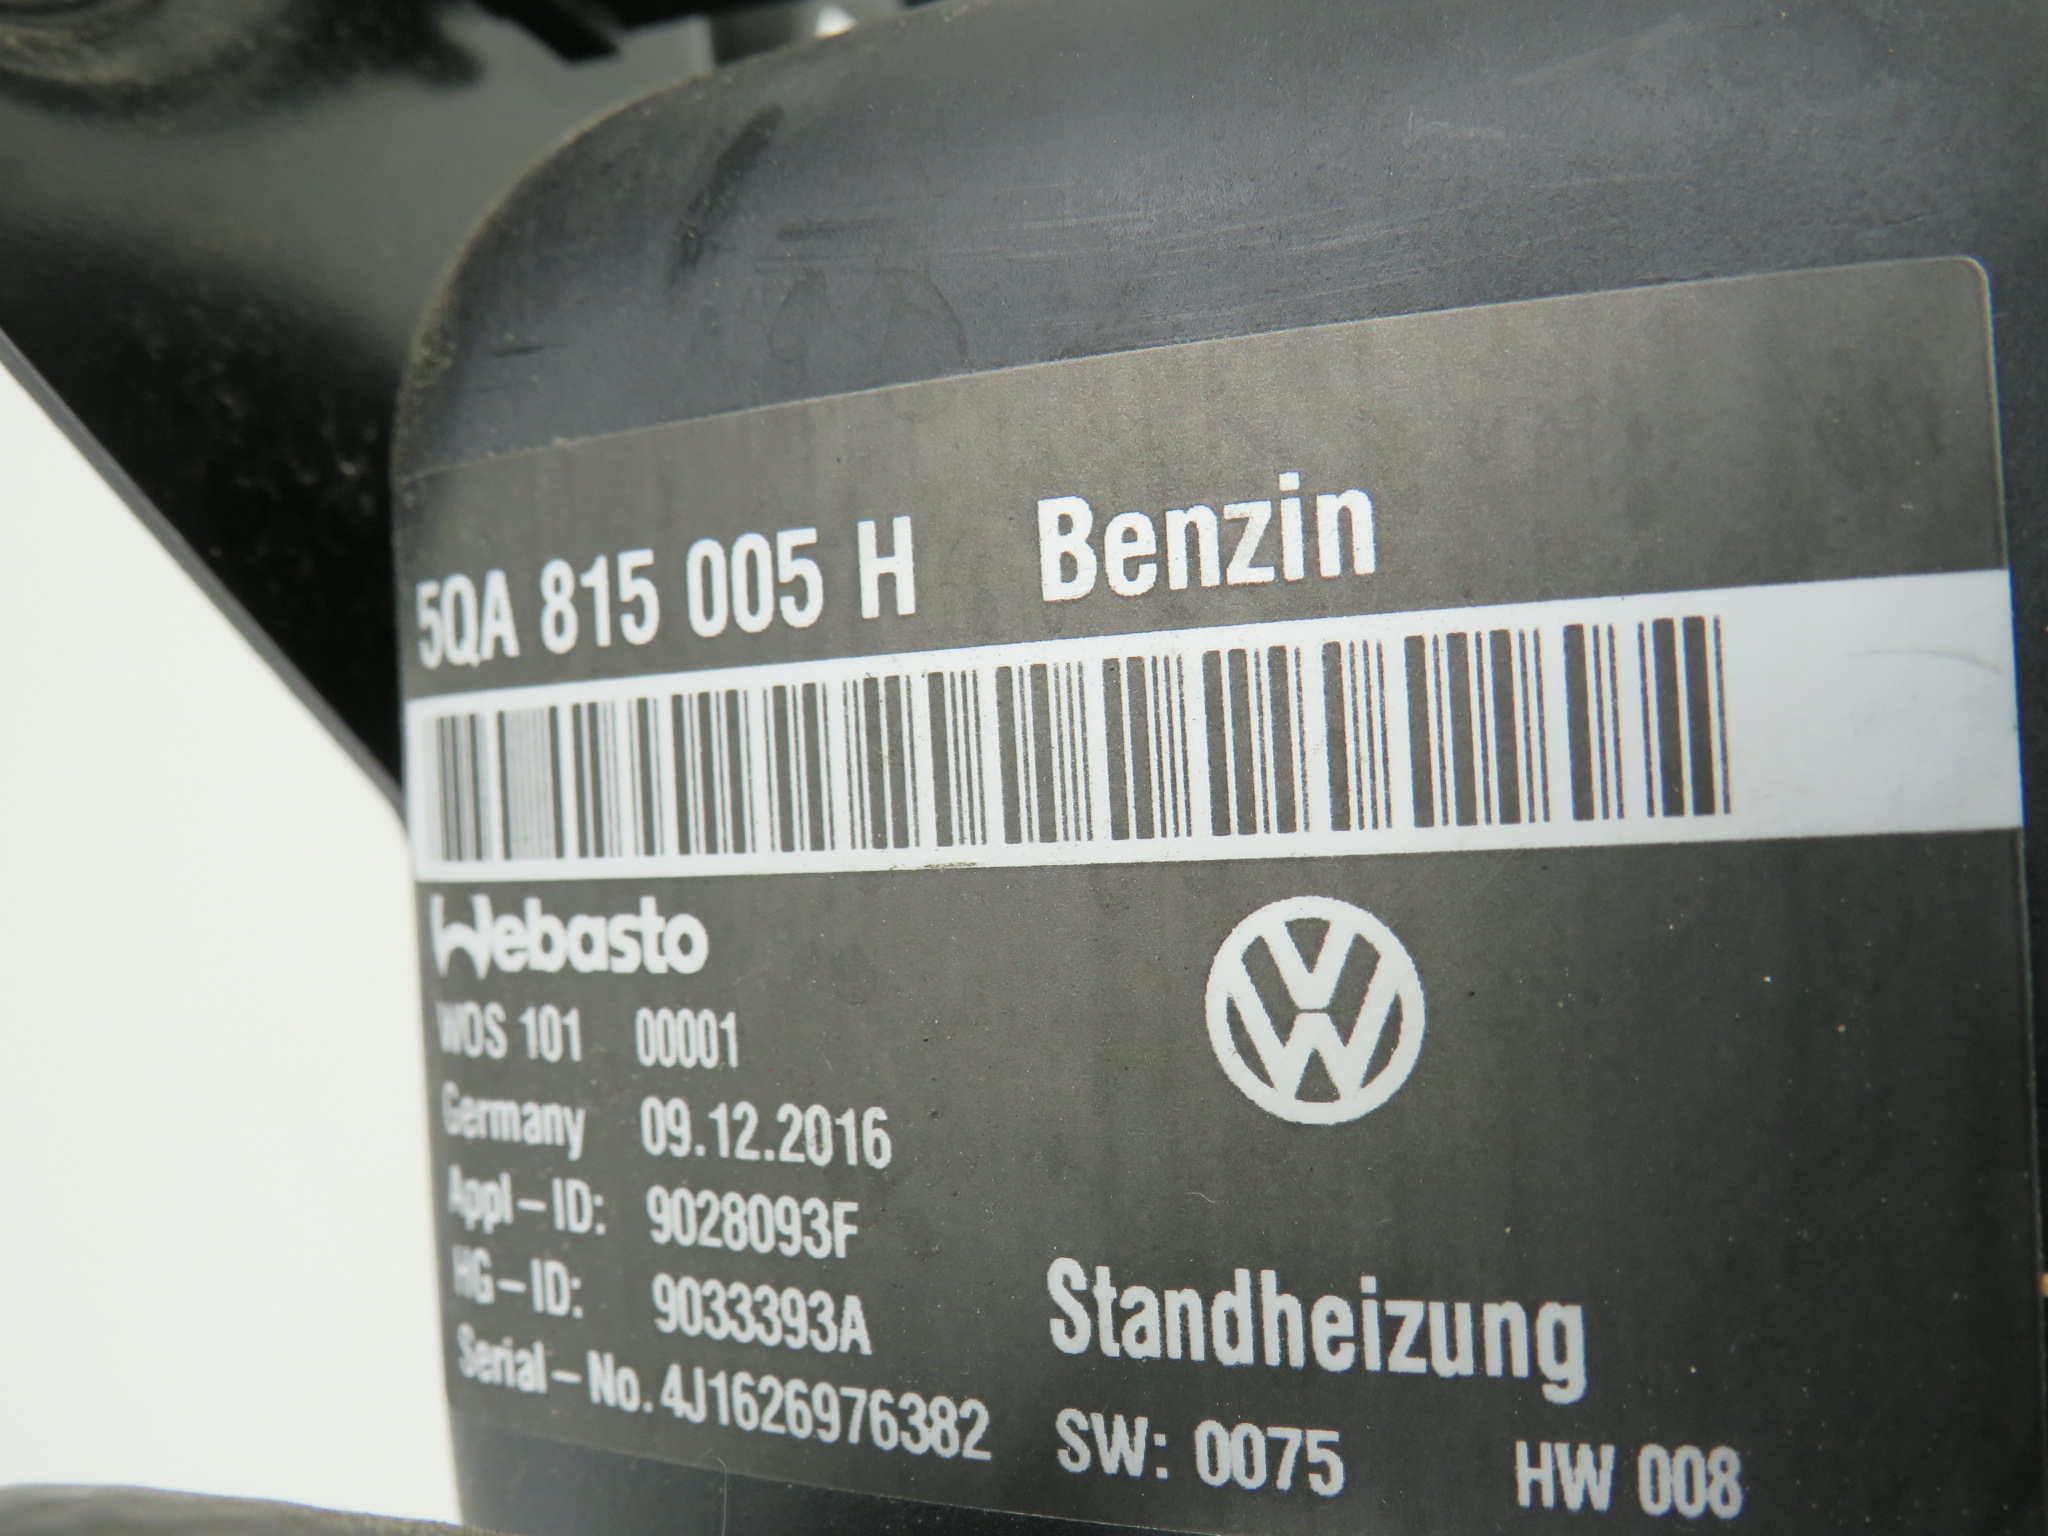 5QA 815 005 H Benzin
Webasto
WOS 101 00001
Germany 09.12.2016
Appl-ID: 9028093F
HG-ID: 9033393A
Standheizung
Serial-No. 4J1626976382 SW: 0075 HW 008